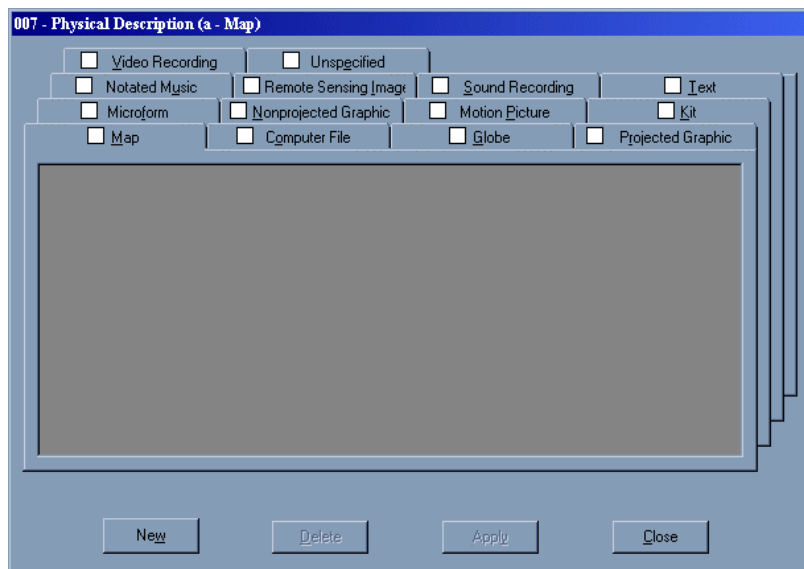 007 - Physical Description (a - Map)
Video Recording Unspecified
Notated Music Remote Sensing Image Sound Recording Text
Microform Nonprojected Graphic Motion Picture Kit
Map Computer File Globe Projected Graphic
New Delete Apply Close